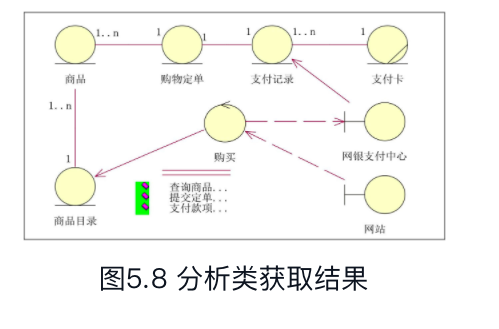 1..n
1
1
1
1..n
1
商品
购物定单
支付记录
支付卡
1..n
购买
网银支付中心
1
查询商品...
提交定单...
支付款项...
商品目录
网站
图5.8 分析类获取结果